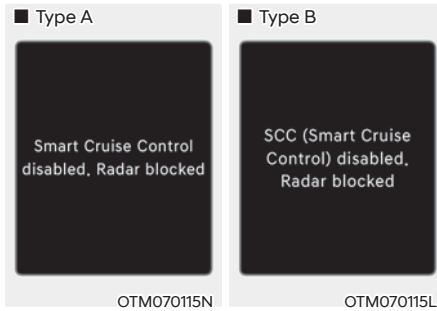 ■ Type A
Smart Cruise Control
disabled. Radar blocked
OTM070115N
■ Type B
SCC (Smart Cruise
Control) disabled.
Radar blocked
OTM070115L